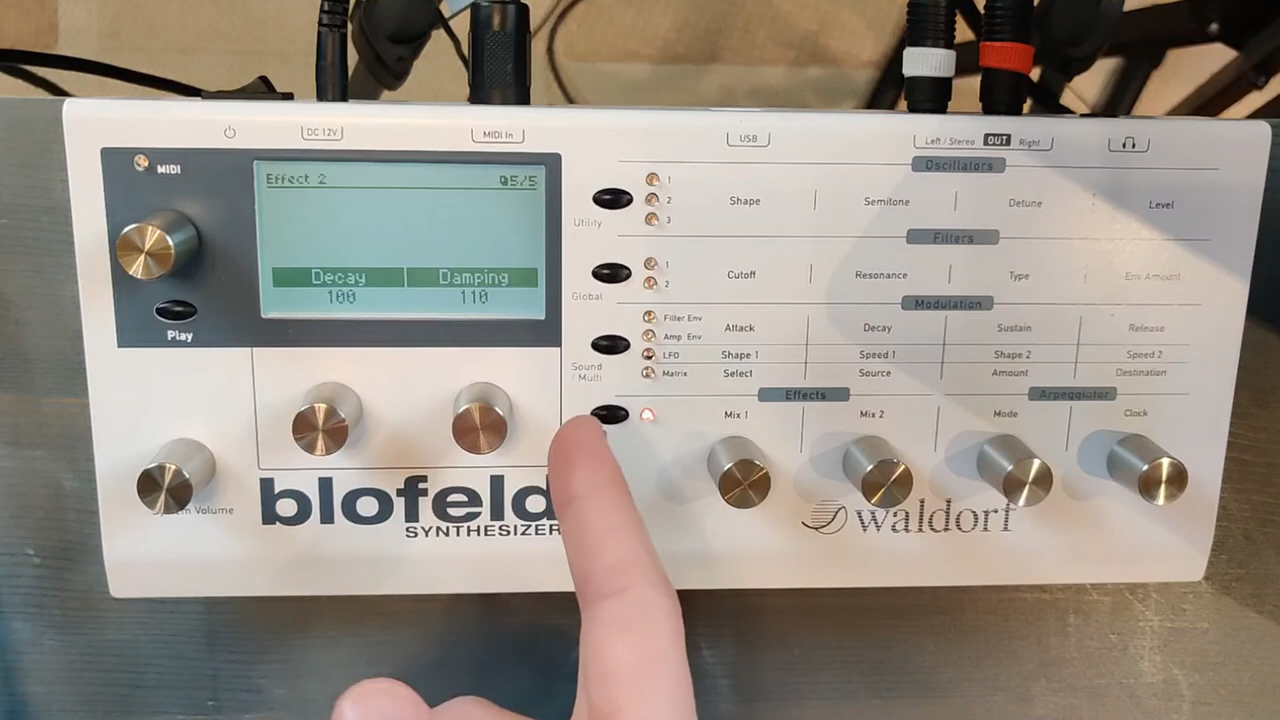 DC 12V
MIDI In
USB
Left / Stereo OUT Right
MIDI
Effect 2 5/5
Decay Damping
100 110
Play
System Volume
blofeld
SYNTHESIZER
Utility
Global
Sound
/ Multi
Oscillators
1
2
3
Shape Semitone Detune Level
Filters
1
2
Cutoff Resonance Type Env Amount
Modulation
Filter Env
Amp Env
LFO
Matrix
Attack Decay Sustain Release
Shape 1 Speed 1 Shape 2 Speed 2
Select Source Amount Destination
Effects Arpeggiator
Mix 1 Mix 2 Mode Clock
waldorf